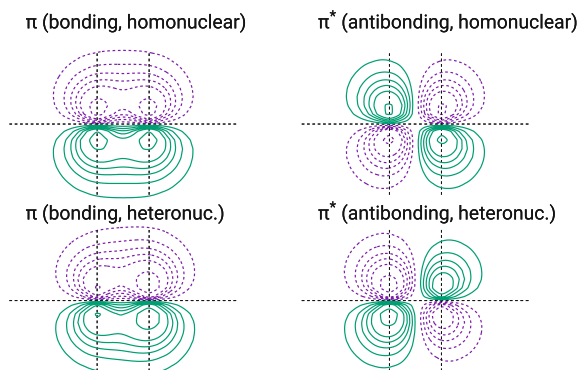 π (bonding, homonuclear)
π* (antibonding, homonuclear)
π (bonding, heteronuc.)
π* (antibonding, heteronuc.)